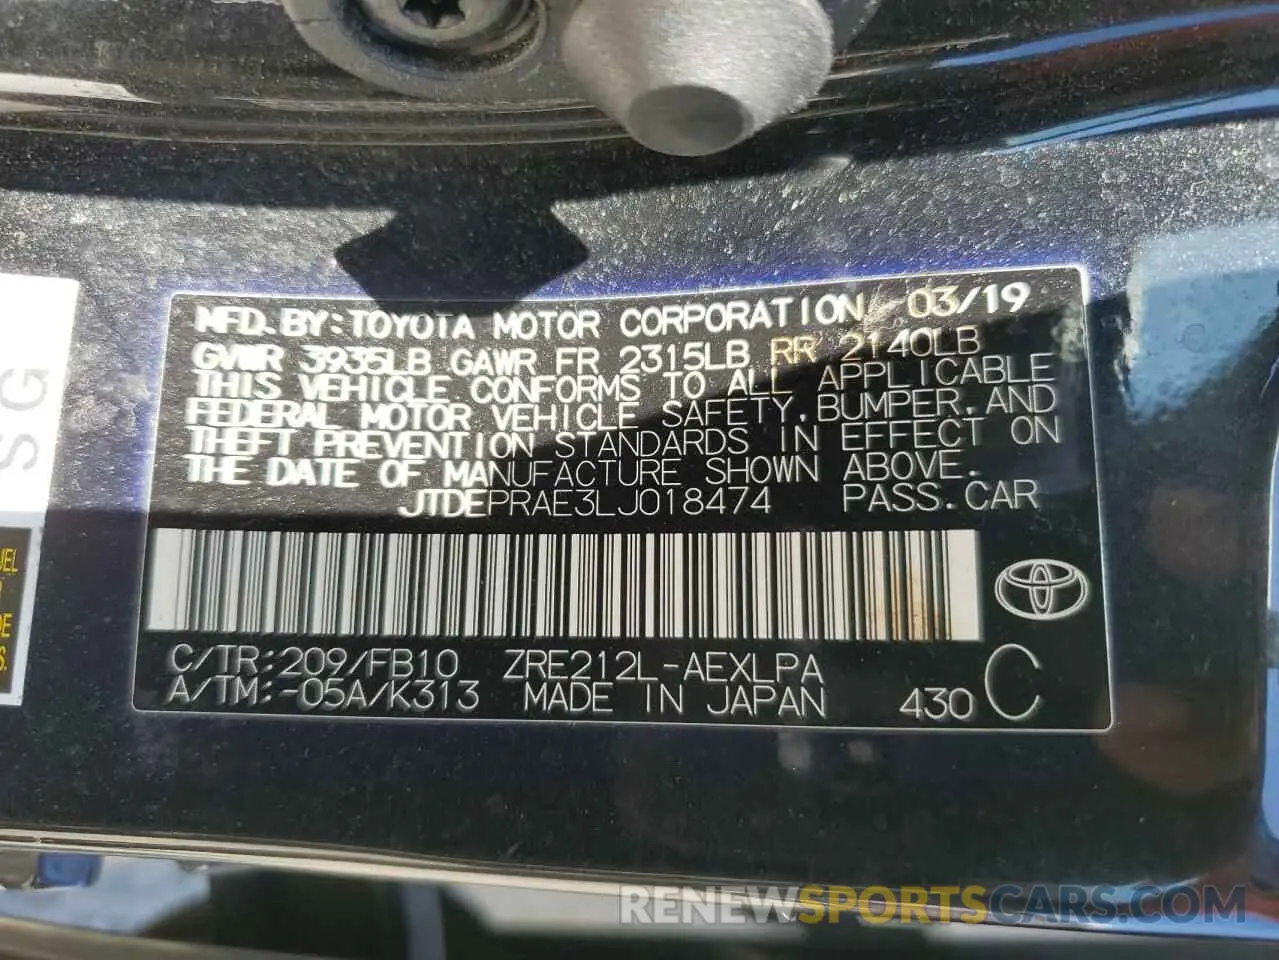 MFD. BY: TOYOTA MOTOR CORPORATION 03/19
GVWR 3935LB GAWR FR 2315LB RR 2140LB
THIS VEHICLE CONFORMS TO ALL APPLICABLE
FEDERAL MOTOR VEHICLE SAFETY, BUMPER, AND
THEFT PREVENTION STANDARDS IN EFFECT ON
THE DATE OF MANUFACTURE SHOWN ABOVE.
JTDEPRAE3LJ018474 PASS. CAR
C/TR: 209/FB10 ZRE212L-AEXLPA
A/TM: -05A/K313 MADE IN JAPAN 430 C
SG
RENEWSPORTSCARS.COM